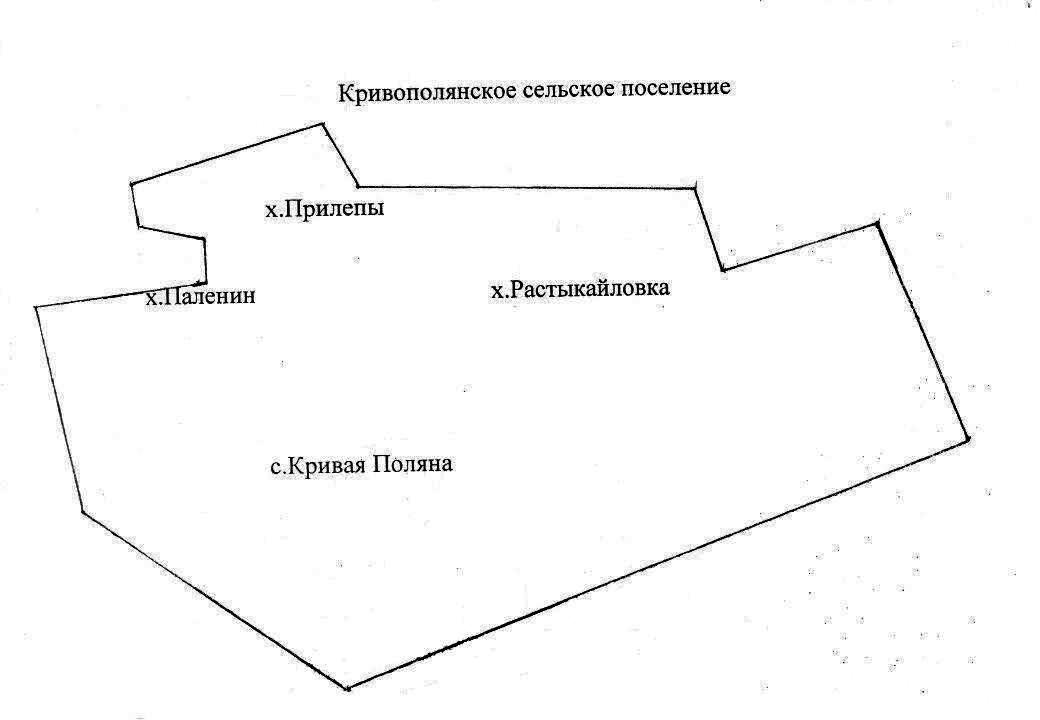 Кривополянское сельское поселение
х.Прилепы
х.Растыкайловка
х.Паленин
с.Кривая Поляна